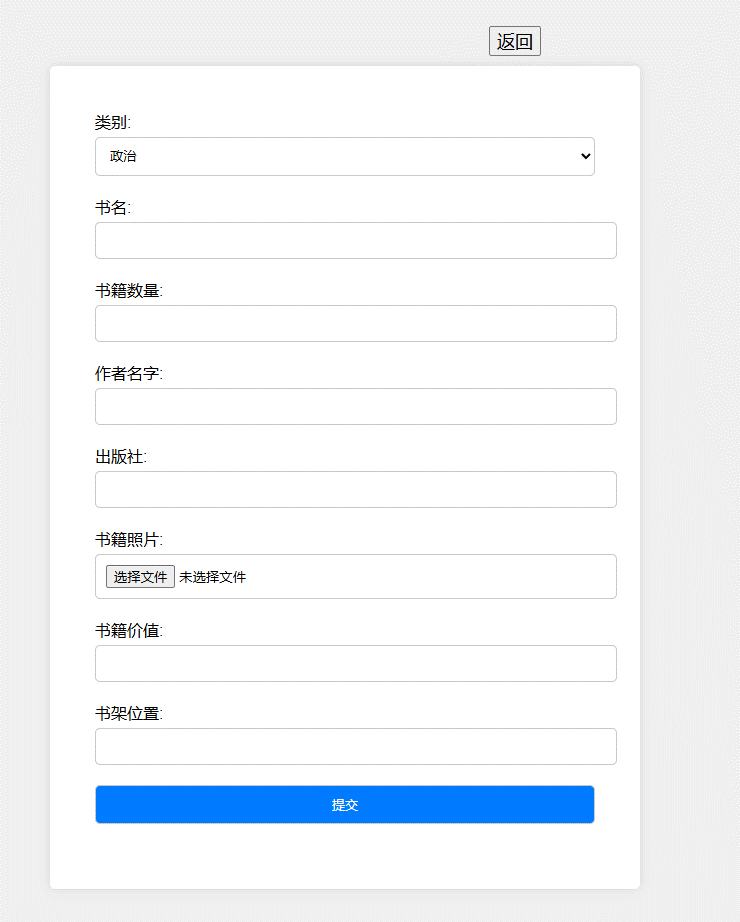 返回
类别:
政治
书名:
书籍数量:
作者名字:
出版社:
书籍照片:
选择文件 未选择文件
书籍价值:
书架位置:
提交